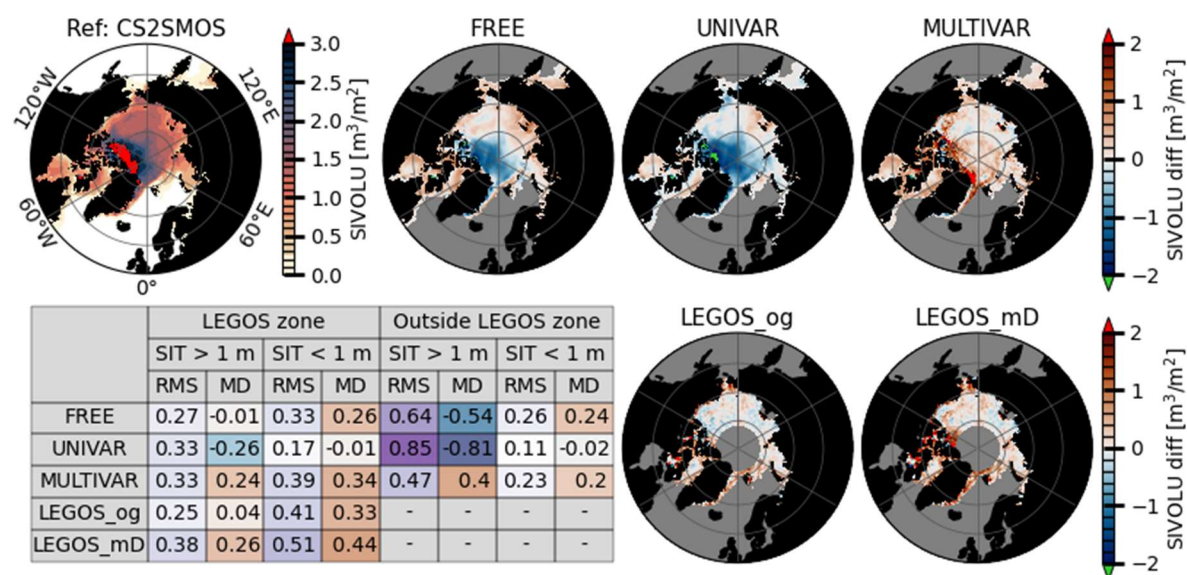 Ref: CS2SMOS
FREE
UNIVAR
MULTIVAR
120°W
120°E
60°W
60°E
0°
3.0
2.5
2.0
1.5
1.0
0.5
0.0
SIVOLU [m³/m²]
2
1
0
−1
−2
SIVOLU diff [m³/m²]
LEGOS zone Outside LEGOS zone
SIT > 1 m SIT < 1 m SIT > 1 m SIT < 1 m
RMS MD RMS MD RMS MD RMS MD
FREE 0.27 -0.01 0.33 0.26 0.64 -0.54 0.26 0.24
UNIVAR 0.33 -0.26 0.17 -0.01 0.85 -0.81 0.11 -0.02
MULTIVAR 0.33 0.24 0.39 0.34 0.47 0.4 0.23 0.2
LEGOS_og 0.25 0.04 0.41 0.33 - - - -
LEGOS_mD 0.38 0.26 0.51 0.44 - - - -
LEGOS_og
LEGOS_mD
2
1
0
−1
−2
SIVOLU diff [m³/m²]